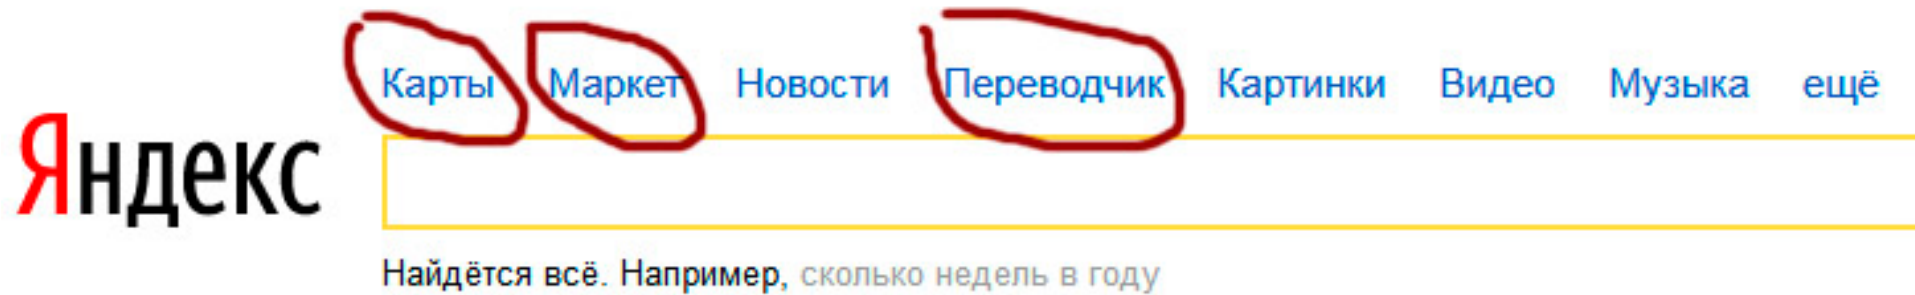 Карты Маркет Новости Переводчик Картинки Видео Музыка ещё
Яндекс
Найдётся всё. Например, сколько недель в году